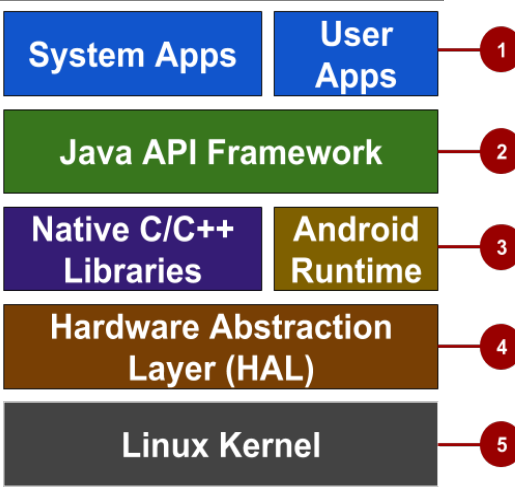 System Apps
User
Apps
1
Java API Framework
2
Native C/C++
Libraries
Android
Runtime
3
Hardware Abstraction
Layer (HAL)
4
Linux Kernel
5